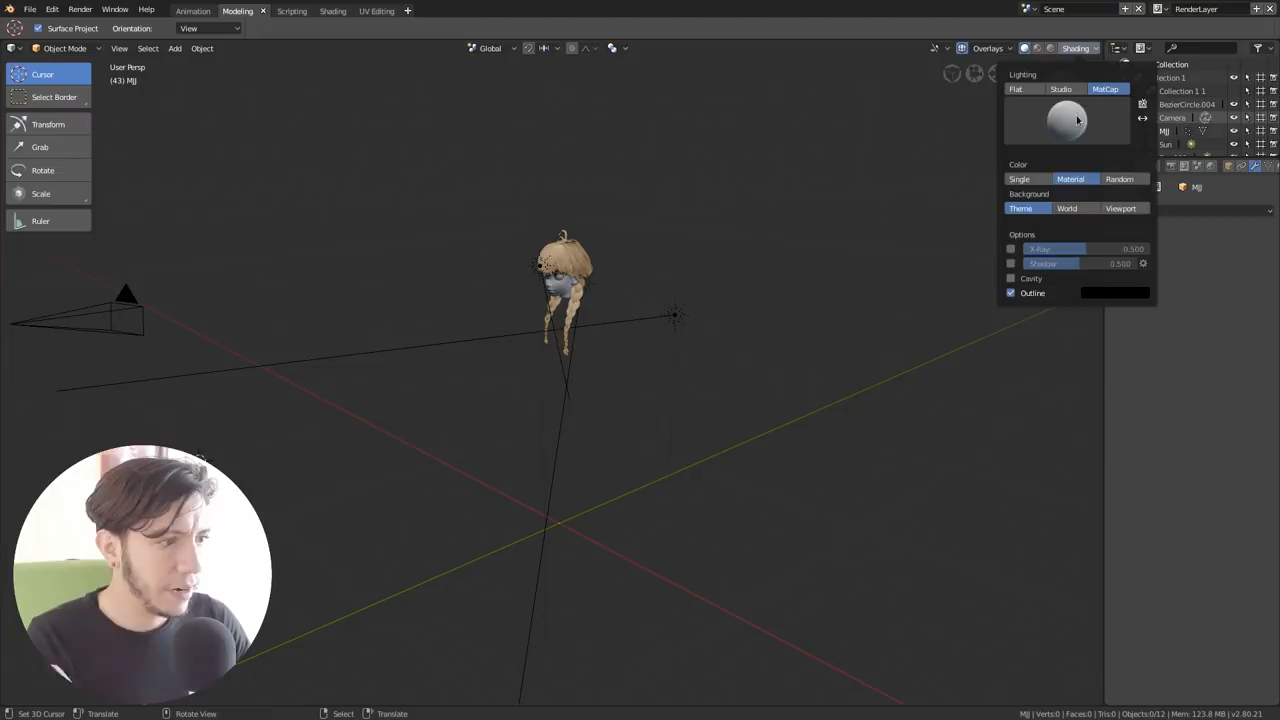 File Edit Render Window Help Animation Modeling Scripting Shading UV Editing Scene RenderLayer
Surface Project Orientation: View
Object Mode View Select Add Object Global Overlays Shading
User Persp
(43) MJJ
Cursor
Select Border
Transform
Grab
Rotate
Scale
Ruler
Lighting
Flat Studio MatCap
Color
Single Material Random
Background
Theme World Viewport
Options
X-Ray 0.500
Shadow 0.500
Cavity
Outline
Collection
ection 1
Collection 1 1
BezierCircle.004
Camera
MJJ
Sun
MJJ
Set 3D Cursor Translate Rotate View Select Translate MJJ | Verts:0 | Faces:0 | Tris:0 | Objects:0/12 | Mem: 123.8 MB | v2.80.21